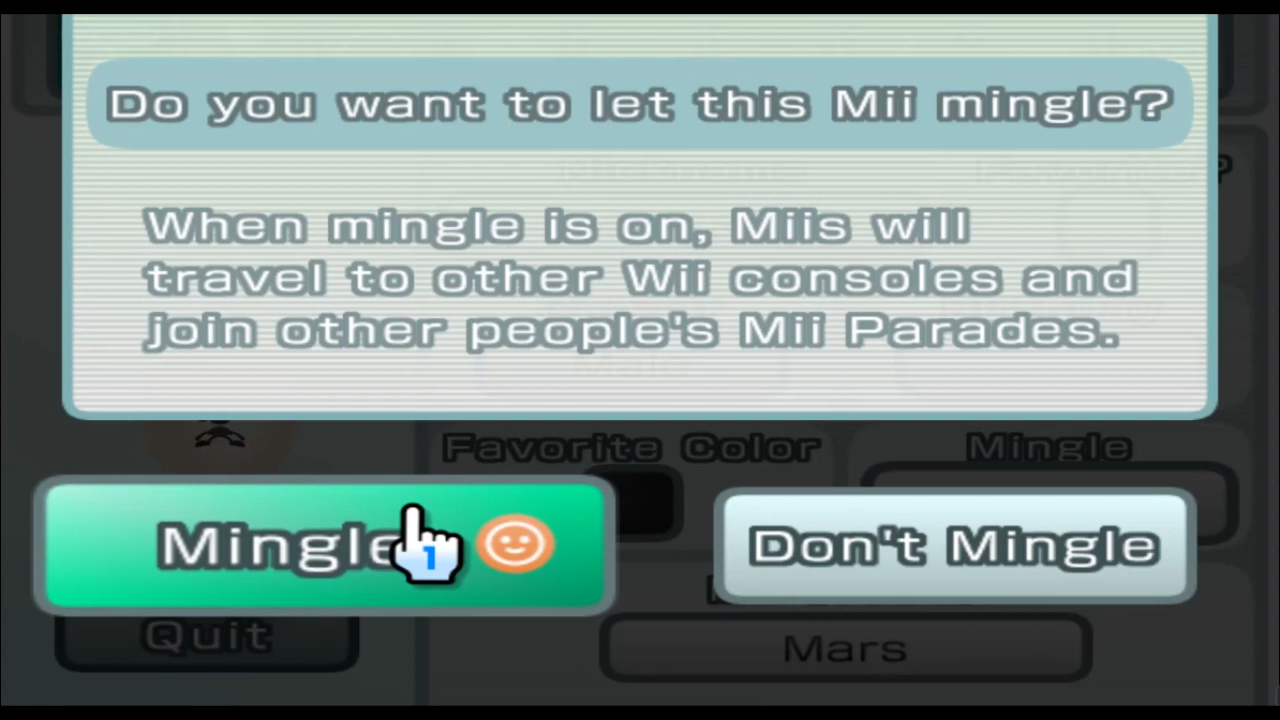 Do you want to let this Mii mingle?
When mingle is on, Miis will
travel to other Wii consoles and
join other people's Mii Parades.
Favorite Color
Mingle
Mingle
1
Don't Mingle
Quit
Mars